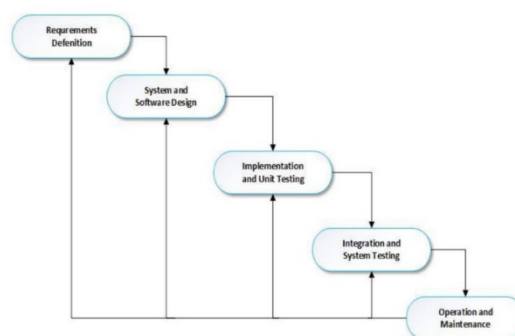 Requrements
Defenition
System and
Software Design
Implementation
and Unit Testing
Integration and
System Testing
Operation and
Maintenance